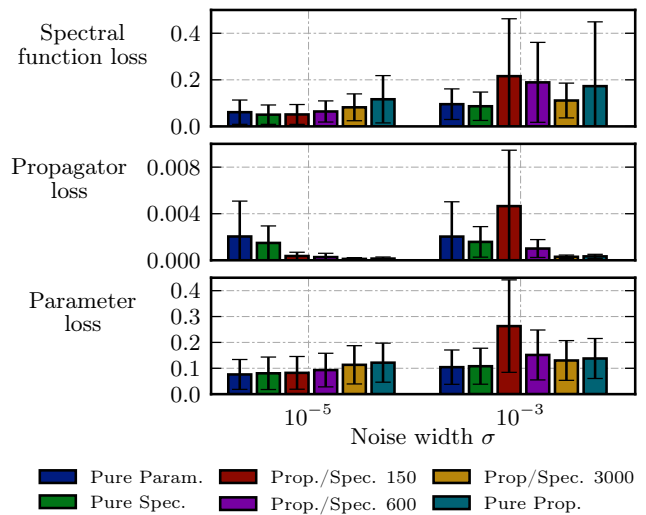 Spectral
function loss
0.4
0.2
0.0
Propagator
loss
0.008
0.004
0.000
Parameter
loss
0.4
0.3
0.2
0.1
0.0
10⁻⁵ 10⁻³
Noise width σ
Pure Param. Prop./Spec. 150 Prop/Spec. 3000
Pure Spec. Prop./Spec. 600 Pure Prop.